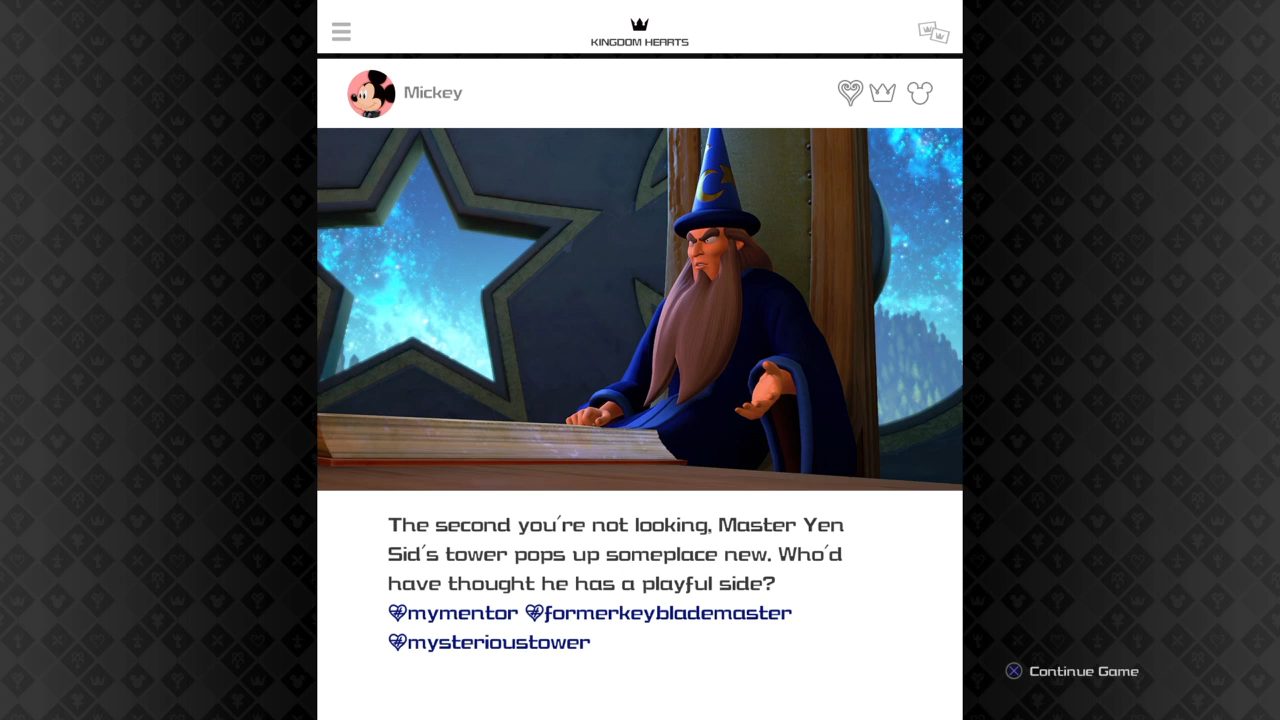 KINGDOM HEARTS
Mickey
The second you're not looking, Master Yen
Sid's tower pops up someplace new. Who'd
have thought he has a playful side?
#mymentor #formerkeyblademaster
#mysterioustower
Continue Game